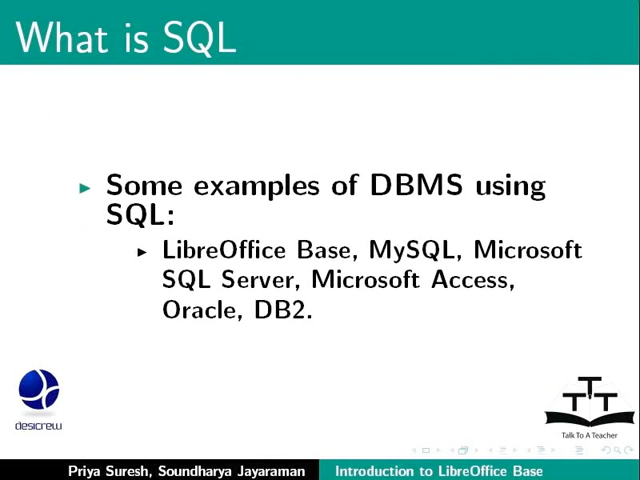 What is SQL
Some examples of DBMS using
SQL:
LibreOffice Base, MySQL, Microsoft
SQL Server, Microsoft Access,
Oracle, DB2.
desicrew
TTT
Talk To A Teacher
Priya Suresh, Soundharya Jayaraman
Introduction to LibreOffice Base